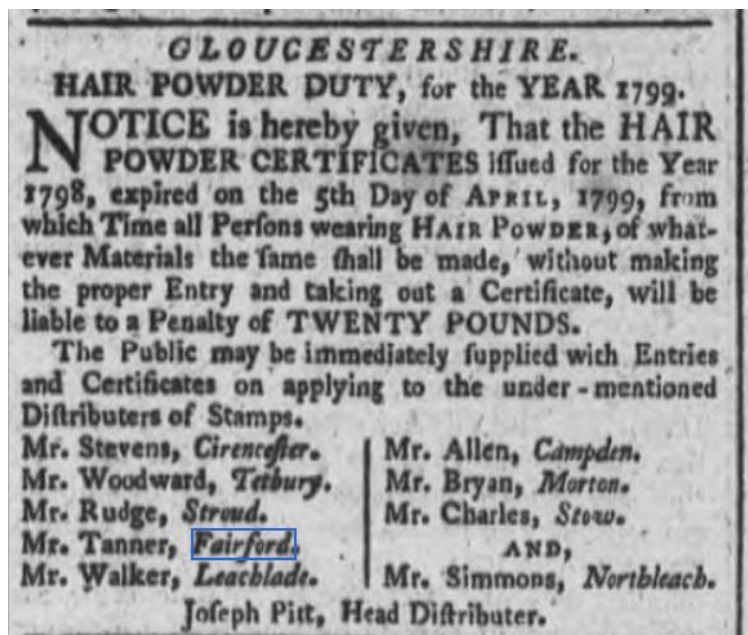 GLOUCESTERSHIRE.
HAIR POWDER DUTY, for the YEAR 1799.
NOTICE is hereby given, That the HAIR
POWDER CERTIFICATES iſſued for the Year
1798, expired on the 5th Day of APRIL, 1799, from
which Time all Perſons wearing HAIR POWDER, of what-
ever Materials the ſame ſhall be made, without making
the proper Entry and taking out a Certificate, will be
liable to a Penalty of TWENTY POUNDS.
The Public may be immediately ſupplied with Entries
and Certificates on applying to the under-mentioned
Diſtributers of Stamps.
Mr. Stevens, Cirenceſter.
Mr. Woodward, Tetbury.
Mr. Rudge, Stroud.
Mr. Tanner, Fairford.
Mr. Walker, Leachlade.
Mr. Allen, Campden.
Mr. Bryan, Morton.
Mr. Charles, Stow.
AND,
Mr. Simmons, Northleach.
Joſeph Pitt, Head Diſtributer.